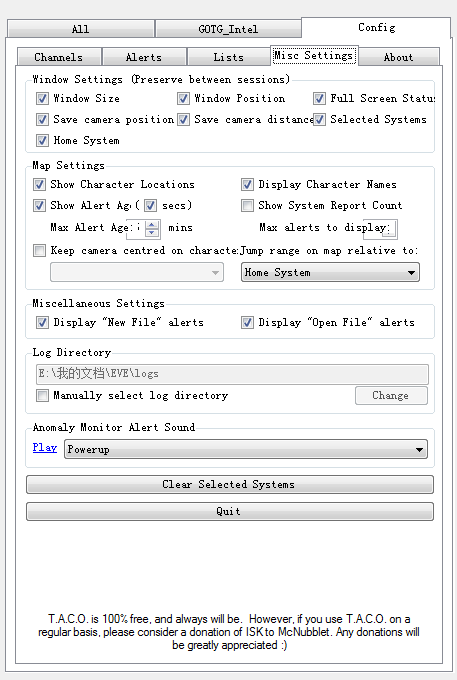 All GOTG_Intel Config
Channels Alerts Lists Misc Settings About
Window Settings (Preserve between sessions)
Window Size Window Position Full Screen Status
Save camera position Save camera distance Selected Systems
Home System
Map Settings
Show Character Locations Display Character Names
Show Alert Age ( secs) Show System Report Count
Max Alert Age: mins Max alerts to display:
Keep camera centred on character Jump range on map relative to:
Home System
Miscellaneous Settings
Display "New File" alerts Display "Open File" alerts
Log Directory
E:\我的文档\EVE\logs
Manually select log directory Change
Anomaly Monitor Alert Sound
Play Powerup
Clear Selected Systems
Quit
T.A.C.O. is 100% free, and always will be. However, if you use T.A.C.O. on a
regular basis, please consider a donation of ISK to McNubblet. Any donations will
be greatly appreciated :)